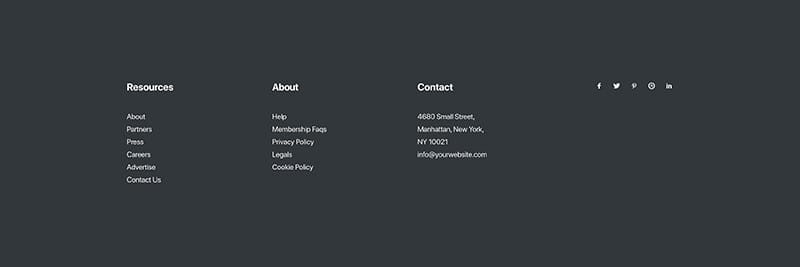 Resources
About
Partners
Press
Careers
Advertise
Contact Us
About
Help
Membership Faqs
Privacy Policy
Legals
Cookie Policy
Contact
4680 Small Street,
Manhattan, New York,
NY 10021
info@yourwebsite.com